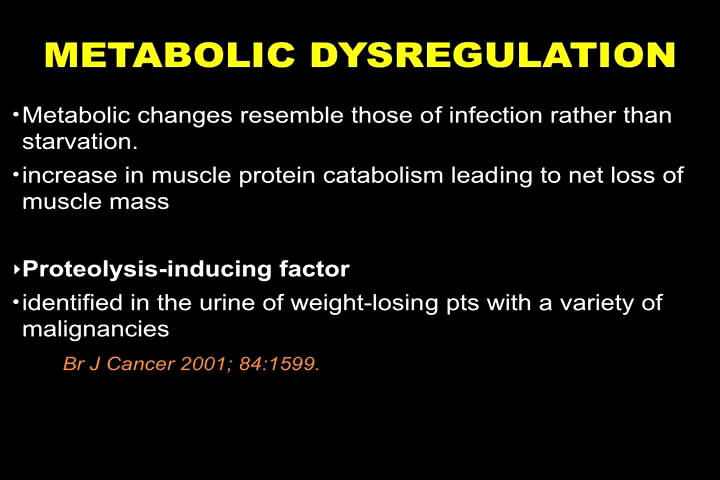 METABOLIC DYSREGULATION
•Metabolic changes resemble those of infection rather than
starvation.
•increase in muscle protein catabolism leading to net loss of
muscle mass
‣Proteolysis-inducing factor
•identified in the urine of weight-losing pts with a variety of
malignancies
Br J Cancer 2001; 84:1599.